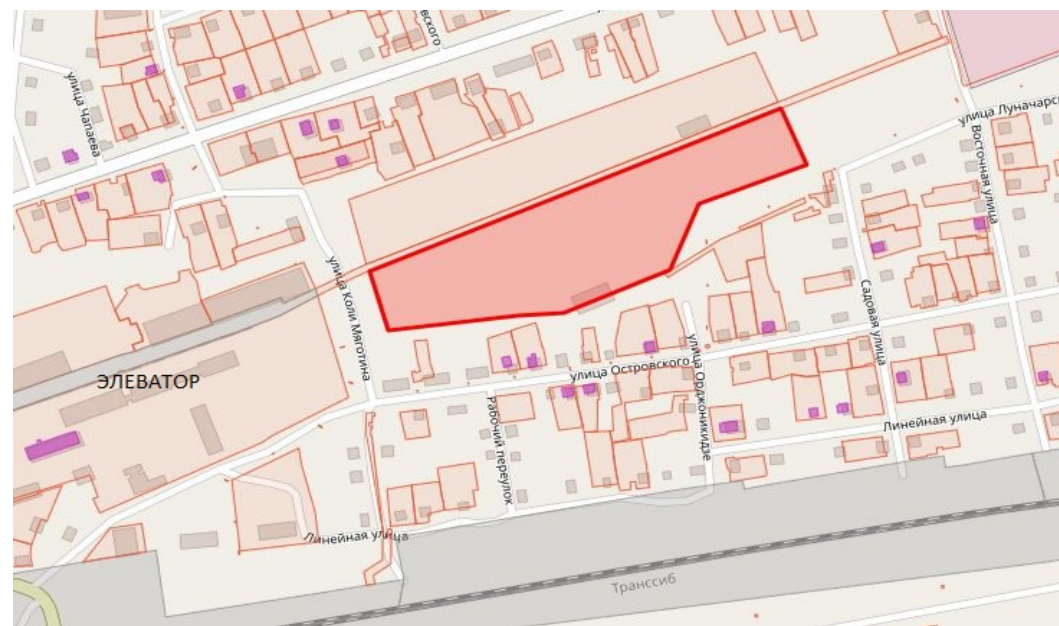 вского
улица Чапаева
улица Луначарс
Восточная улица
улица Коли Мяготина
Садовая улица
ЭЛЕВАТОР
улица Островского
улица Орджоникидзе
Рабочий переулок
Линейная улица
Линейная улица
Транссиб